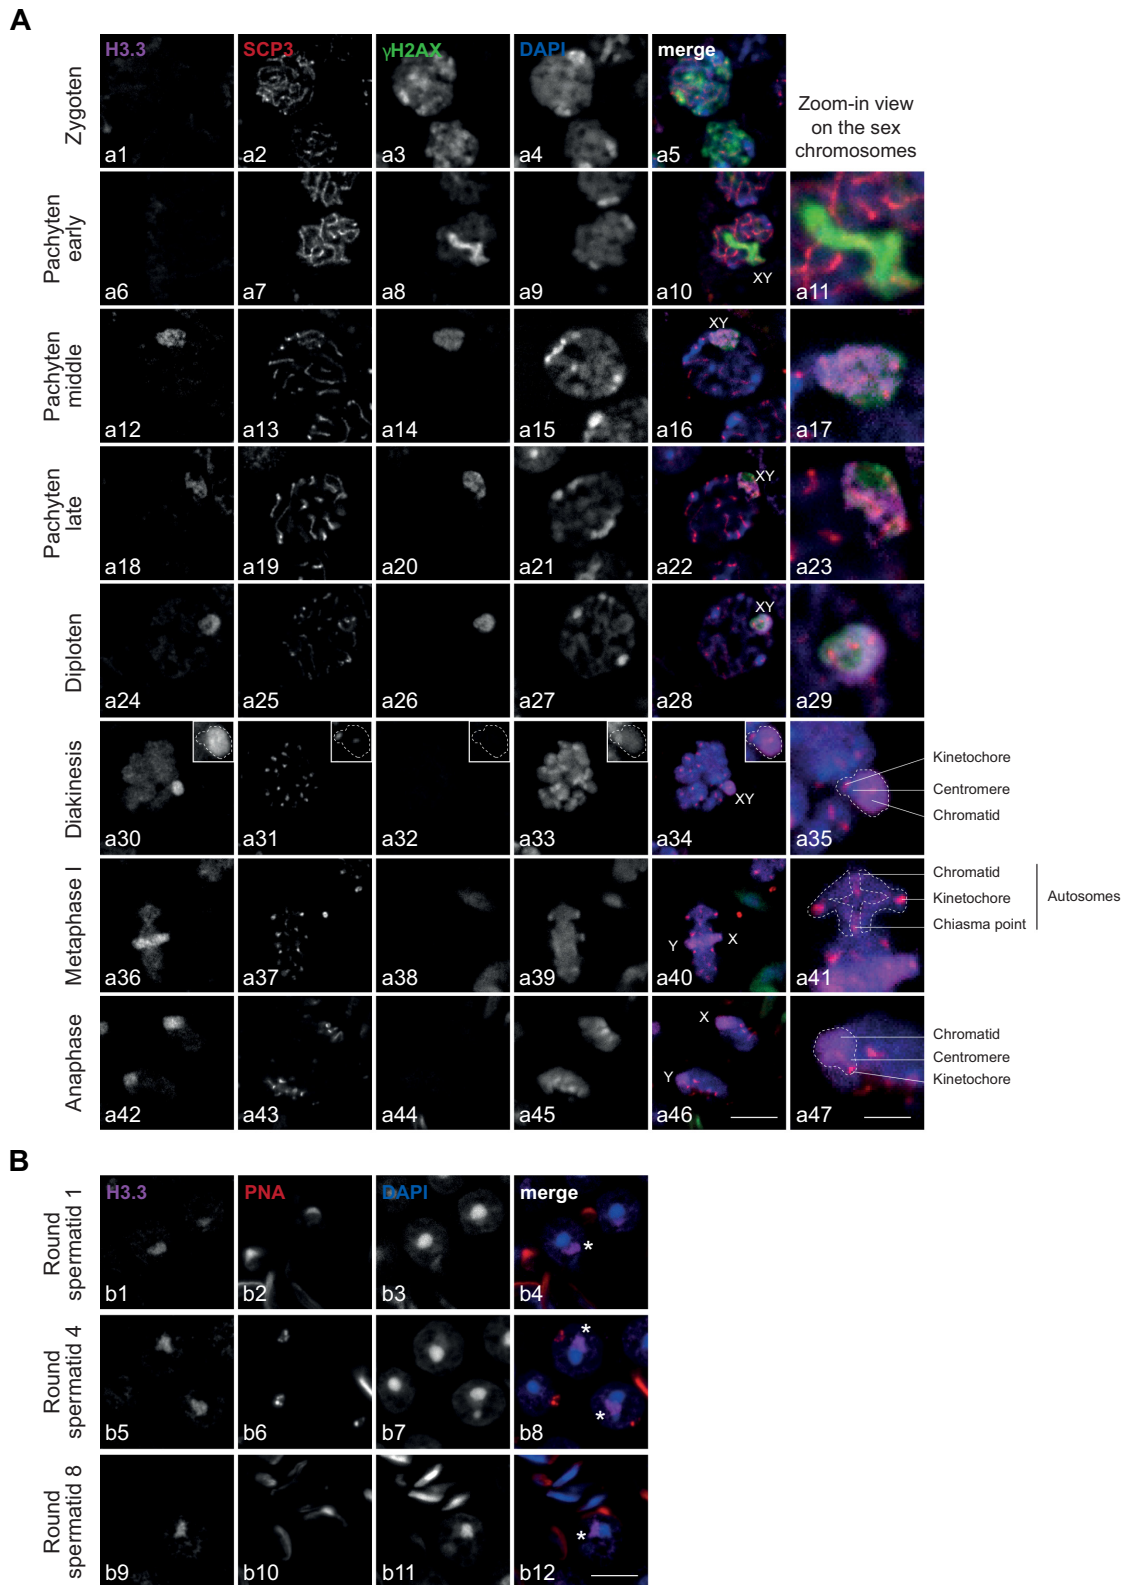 A
H3.3 SCP3 γH2AX DAPI merge
Zygoten
a1 a2 a3 a4 a5
Zoom-in view
on the sex
chromosomes
Pachyten
early
XY
a6 a7 a8 a9 a10 a11
Pachyten
middle
XY
a12 a13 a14 a15 a16 a17
Pachyten
late
XY
a18 a19 a20 a21 a22 a23
Diploten
XY
a24 a25 a26 a27 a28 a29
Diakinesis
XY
a30 a31 a32 a33 a34 a35
Kinetochore
Centromere
Chromatid
Metaphase I
Y X
a36 a37 a38 a39 a40 a41
Chromatid
Kinetochore
Chiasma point
Autosomes
Anaphase
X
Y
a42 a43 a44 a45 a46 a47
Chromatid
Centromere
Kinetochore
B
H3.3 PNA DAPI merge
Round
spermatid 1
*
b1 b2 b3 b4
Round
spermatid 4
*
*
b5 b6 b7 b8
Round
spermatid 8
*
b9 b10 b11 b12